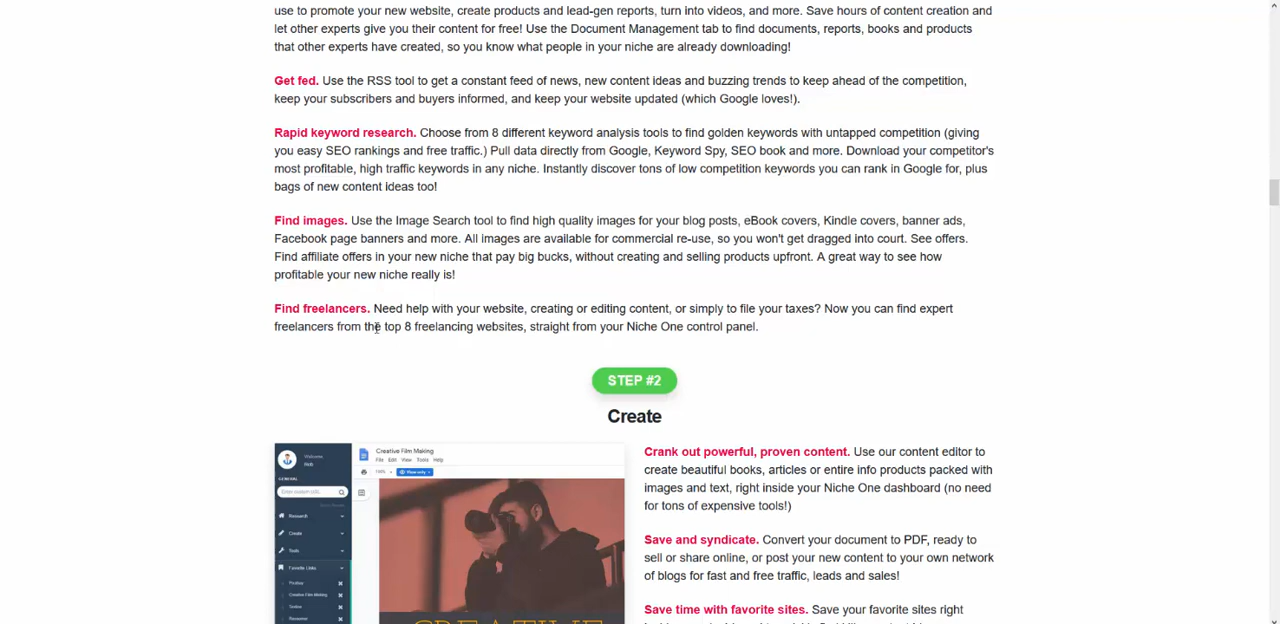 use to promote your new website, create products and lead-gen reports, turn into videos, and more. Save hours of content creation and
let other experts give you their content for free! Use the Document Management tab to find documents, reports, books and products
that other experts have created, so you know what people in your niche are already downloading!
Get fed. Use the RSS tool to get a constant feed of news, new content ideas and buzzing trends to keep ahead of the competition,
keep your subscribers and buyers informed, and keep your website updated (which Google loves!).
Rapid keyword research. Choose from 8 different keyword analysis tools to find golden keywords with untapped competition (giving
you easy SEO rankings and free traffic.) Pull data directly from Google, Keyword Spy, SEO book and more. Download your competitor's
most profitable, high traffic keywords in any niche. Instantly discover tons of low competition keywords you can rank in Google for, plus
bags of new content ideas too!
Find images. Use the Image Search tool to find high quality images for your blog posts, eBook covers, Kindle covers, banner ads,
Facebook page banners and more. All images are available for commercial re-use, so you won't get dragged into court. See offers.
Find affiliate offers in your new niche that pay big bucks, without creating and selling products upfront. A great way to see how
profitable your new niche really is!
Find freelancers. Need help with your website, creating or editing content, or simply to file your taxes? Now you can find expert
freelancers from the top 8 freelancing websites, straight from your Niche One control panel.
STEP #2
Create
Welcome
GENERAL
Research
Create
Tools
Favorite Links
Creative Film Making
Creative Film Making
File Edit View Tools Help
View only
Crank out powerful, proven content. Use our content editor to
create beautiful books, articles or entire info products packed with
images and text, right inside your Niche One dashboard (no need
for tons of expensive tools!)
Save and syndicate. Convert your document to PDF, ready to
sell or share online, or post your new content to your own network
of blogs for fast and free traffic, leads and sales!
Save time with favorite sites. Save your favorite sites right